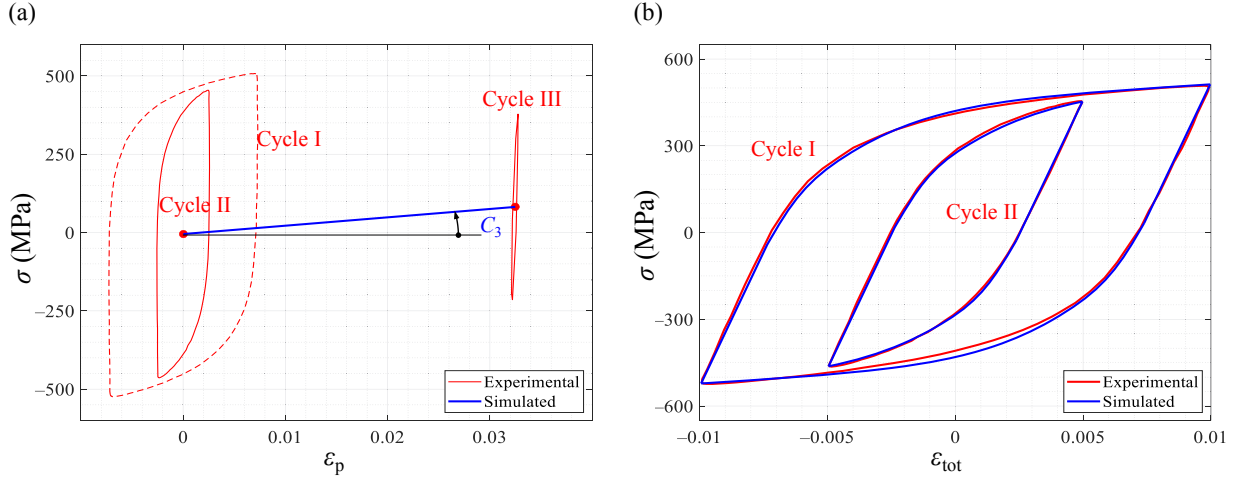 (a)
500
250
0
−250
−500
σ (MPa)
Cycle I
Cycle II
Cycle III
C3
Experimental
Simulated
0
0.01
0.02
0.03
εp
(b)
600
300
0
−300
−600
σ (MPa)
Cycle I
Cycle II
Experimental
Simulated
−0.01
−0.005
0
0.005
0.01
εtot